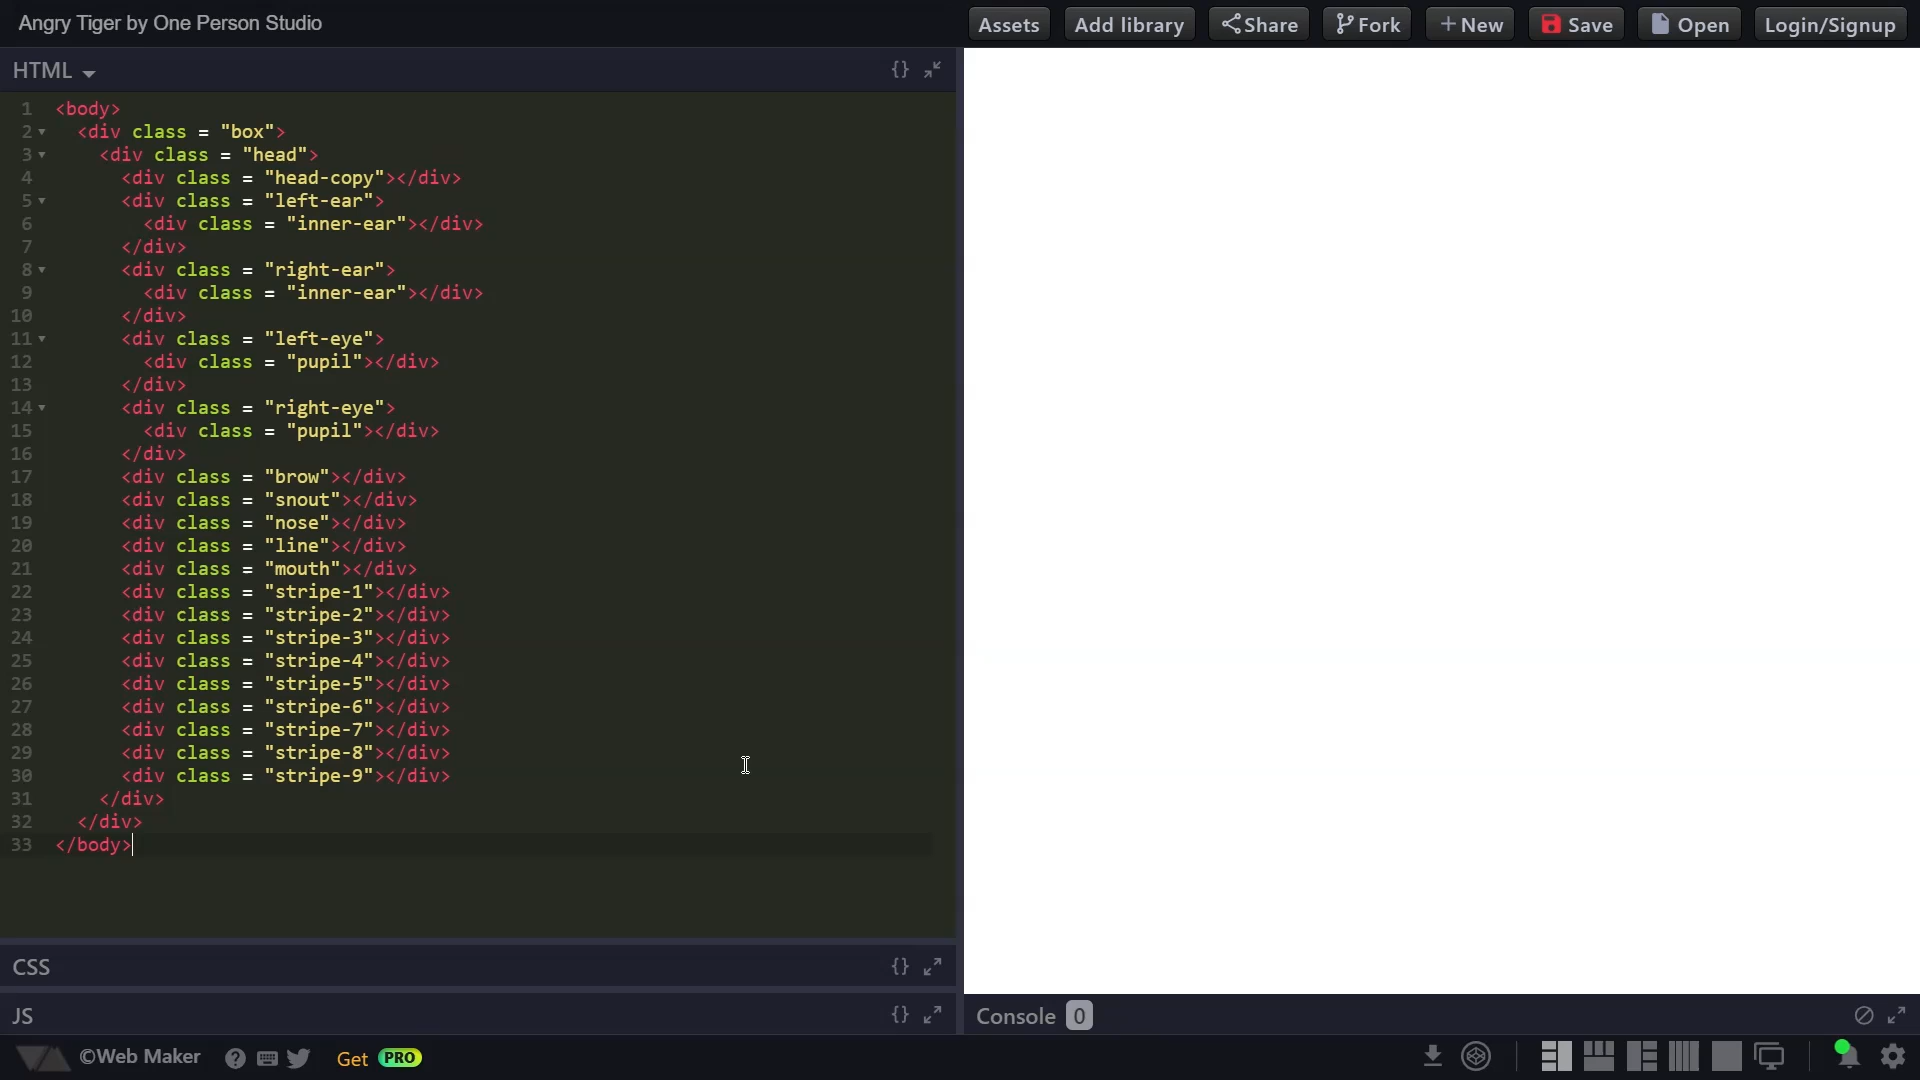 Angry Tiger by One Person Studio
Assets
Add library
Share
Fork
+ New
Save
Open
Login/Signup
HTML
{}
1 <body>
2 <div class = "box">
3 <div class = "head">
4 <div class = "head-copy"></div>
5 <div class = "left-ear">
6 <div class = "inner-ear"></div>
7 </div>
8 <div class = "right-ear">
9 <div class = "inner-ear"></div>
10 </div>
11 <div class = "left-eye">
12 <div class = "pupil"></div>
13 </div>
14 <div class = "right-eye">
15 <div class = "pupil"></div>
16 </div>
17 <div class = "brow"></div>
18 <div class = "snout"></div>
19 <div class = "nose"></div>
20 <div class = "line"></div>
21 <div class = "mouth"></div>
22 <div class = "stripe-1"></div>
23 <div class = "stripe-2"></div>
24 <div class = "stripe-3"></div>
25 <div class = "stripe-4"></div>
26 <div class = "stripe-5"></div>
27 <div class = "stripe-6"></div>
28 <div class = "stripe-7"></div>
29 <div class = "stripe-8"></div>
30 <div class = "stripe-9"></div>
31 </div>
32 </div>
33 </body>
CSS
{}
JS
{}
Console 0
©Web Maker
?
Get PRO